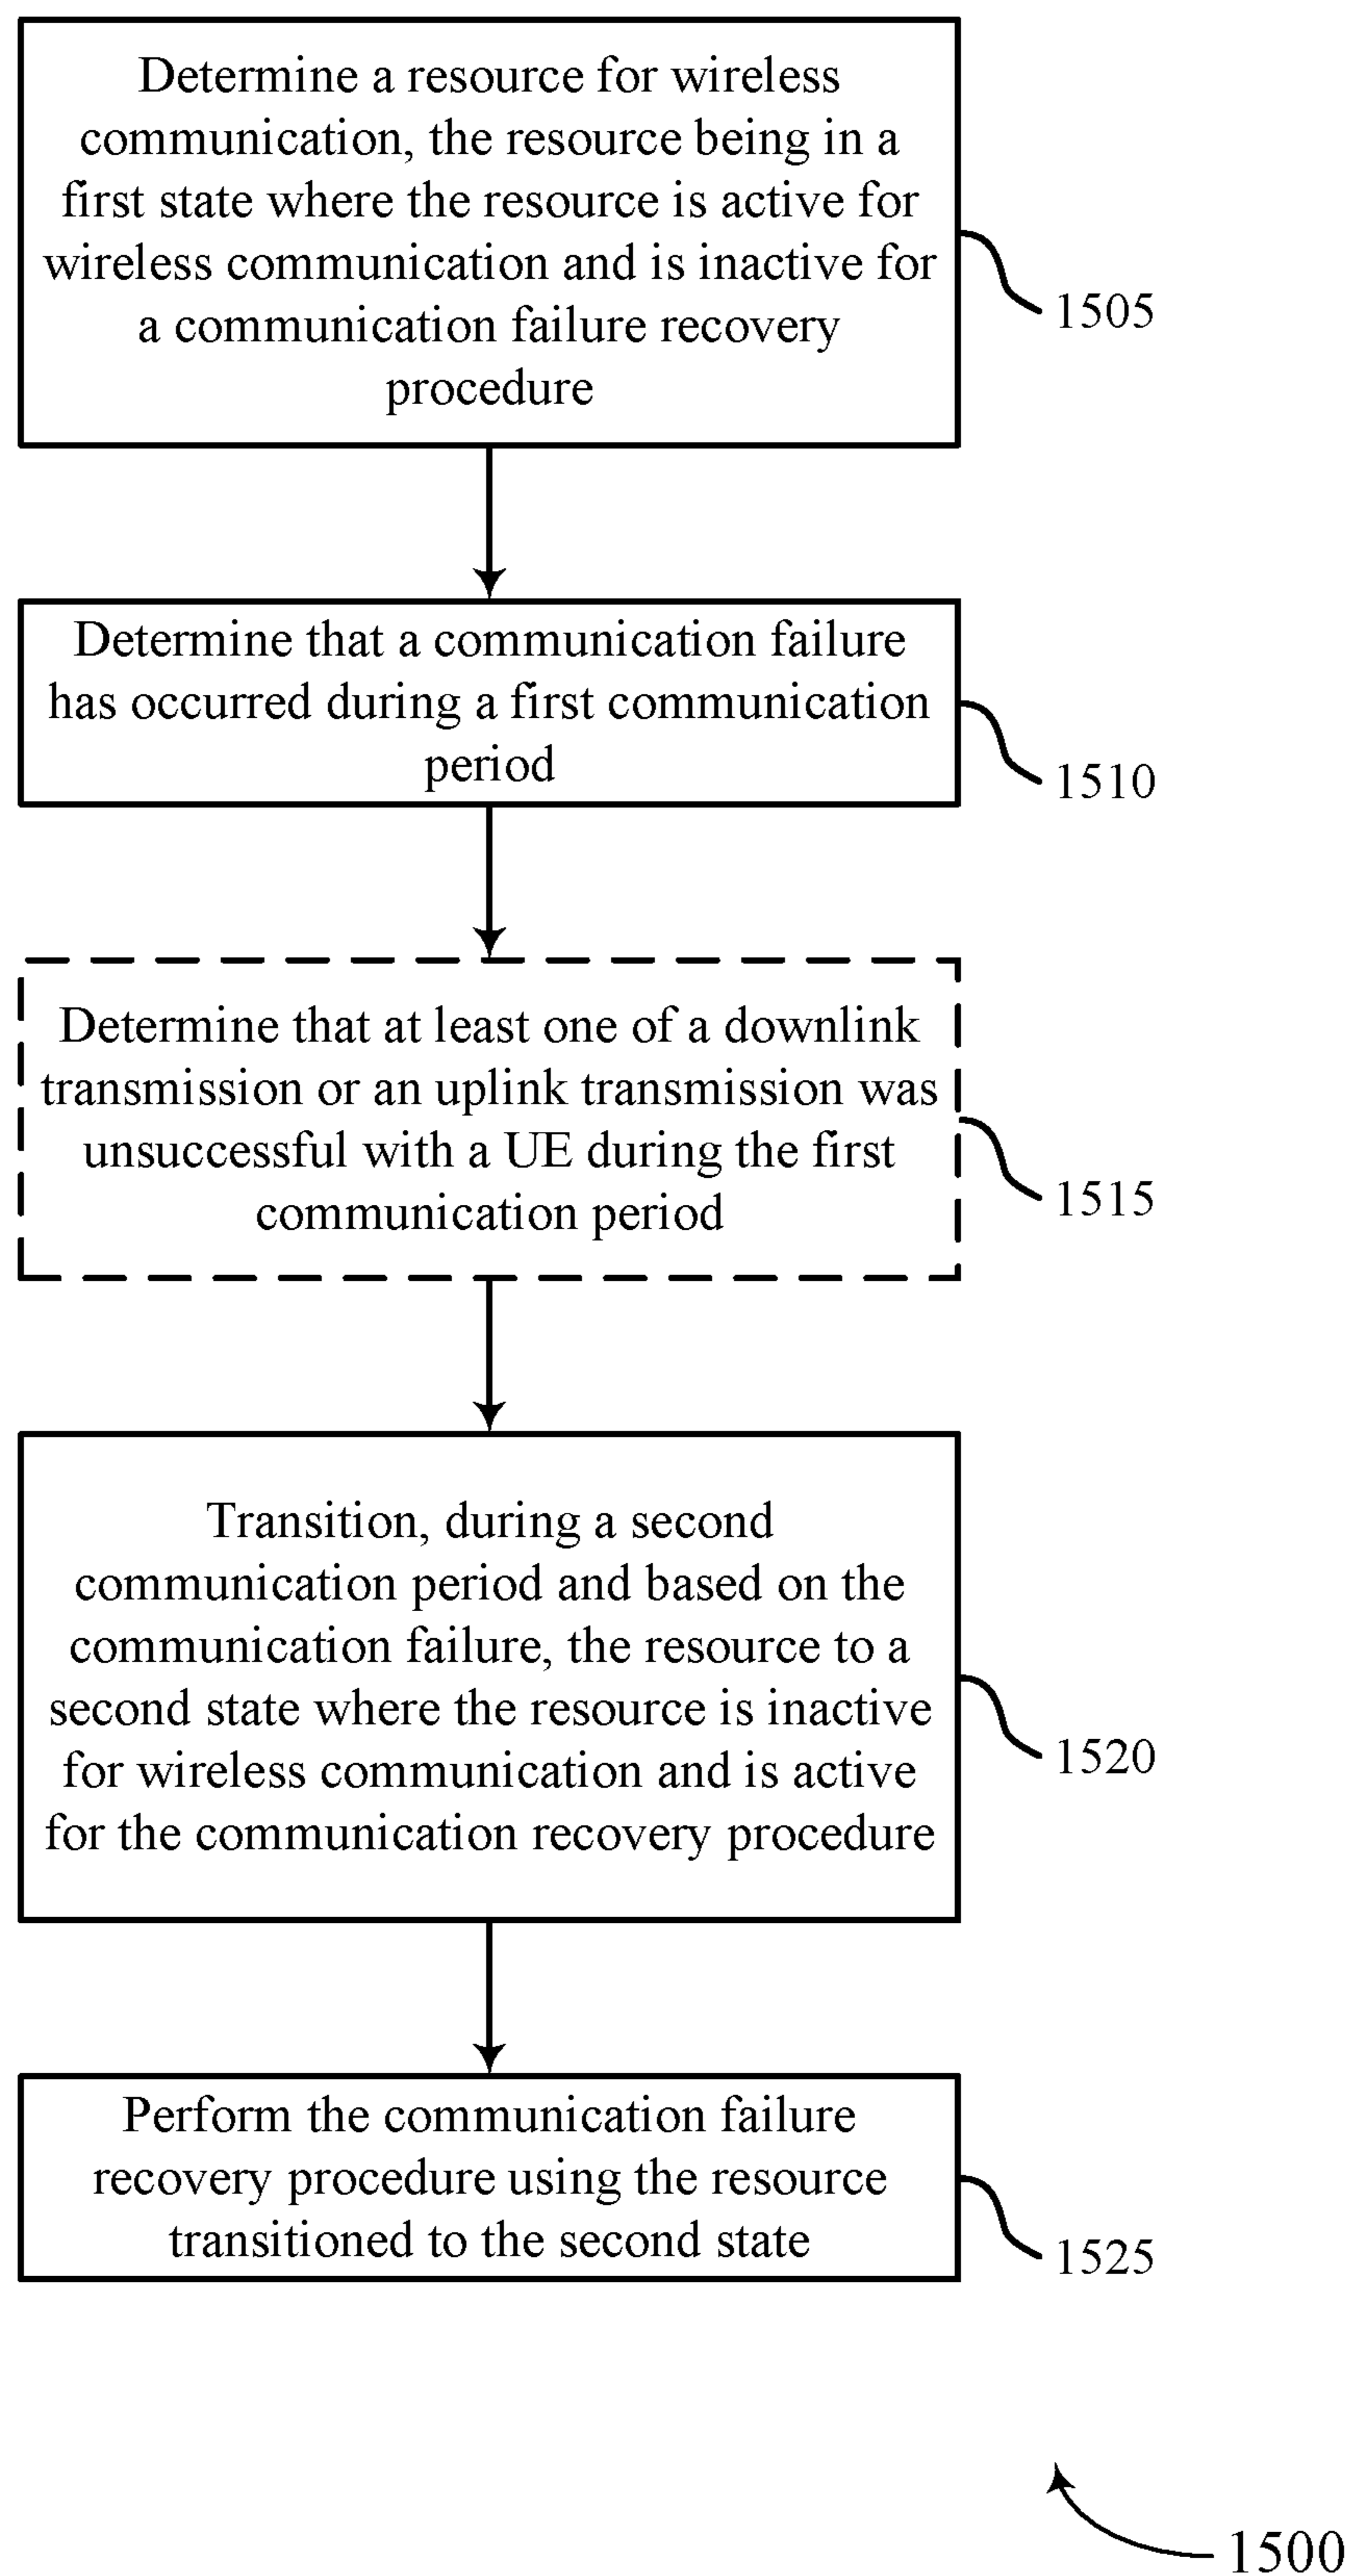 Determine a resource for wireless
communication, the resource being in a
first state where the resource is active for
wireless communication and is inactive for
a communication failure recovery
procedure
1505
Determine that a communication failure
has occurred during a first communication
period
1510
Determine that at least one of a downlink
transmission or an uplink transmission was
unsuccessful with a UE during the first
communication period
1515
Transition, during a second
communication period and based on the
communication failure, the resource to a
second state where the resource is inactive
for wireless communication and is active
for the communication recovery procedure
1520
Perform the communication failure
recovery procedure using the resource
transitioned to the second state
1525
1500